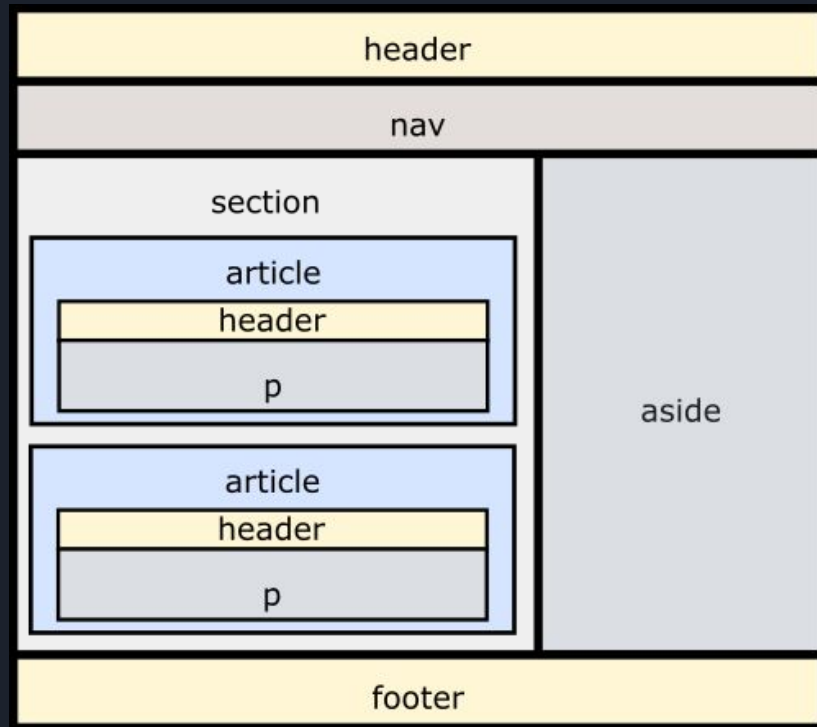 header
nav
section
article
header
p
article
header
p
aside
footer